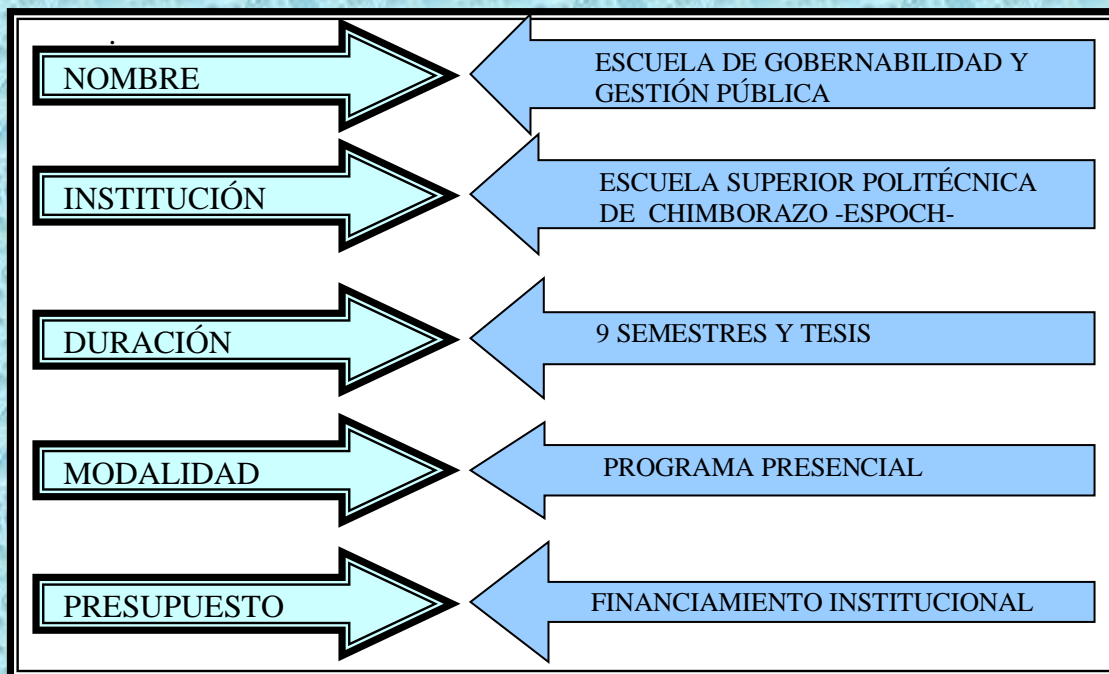 NOMBRE
ESCUELA DE GOBERNABILIDAD Y
GESTIÓN PÚBLICA
INSTITUCIÓN
ESCUELA SUPERIOR POLITÉCNICA
DE CHIMBORAZO -ESPOCH-
DURACIÓN
9 SEMESTRES Y TESIS
MODALIDAD
PROGRAMA PRESENCIAL
PRESUPUESTO
FINANCIAMIENTO INSTITUCIONAL